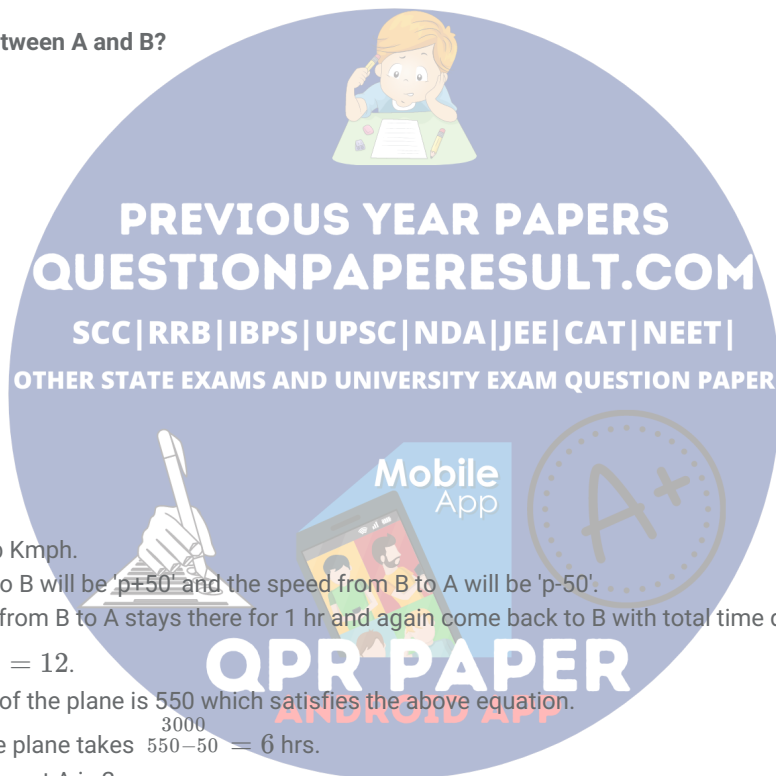 tween A and B?
PREVIOUS YEAR PAPERS
QUESTIONPAPERESULT.COM
SCC|RRB|IBPS|UPSC|NDA|JEE|CAT|NEET|
OTHER STATE EXAMS AND UNIVERSITY EXAM QUESTION PAPER
Mobile
App
A+
Kmph.
o B will be 'p+50' and the speed from B to A will be 'p-50'.
from B to A stays there for 1 hr and again come back to B with total time
= 12.
QPR PAPER
of the plane is 550 which satisfies the above equation.
ANDROID APP
e plane takes 3000/550−50 = 6 hrs.